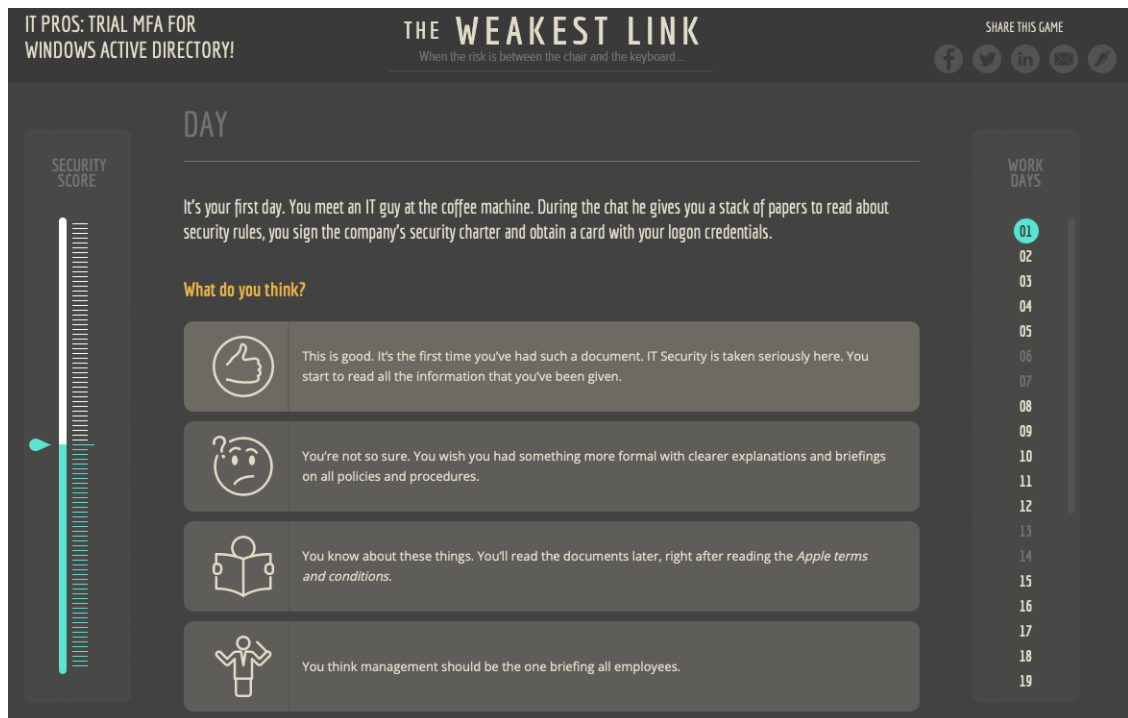 IT PROS: TRIAL MFA FOR
WINDOWS ACTIVE DIRECTORY!
THE WEAKEST LINK
When the risk is between the chair and the keyboard...
SHARE THIS GAME
SECURITY
SCORE
DAY
It's your first day. You meet an IT guy at the coffee machine. During the chat he gives you a stack of papers to read about
security rules, you sign the company's security charter and obtain a card with your logon credentials.
What do you think?
This is good. It's the first time you've had such a document. IT Security is taken seriously here. You
start to read all the information that you've been given.
You're not so sure. You wish you had something more formal with clearer explanations and briefings
on all policies and procedures.
You know about these things. You'll read the documents later, right after reading the Apple terms
and conditions.
You think management should be the one briefing all employees.
WORK
DAYS
01
02
03
04
05
06
07
08
09
10
11
12
13
14
15
16
17
18
19